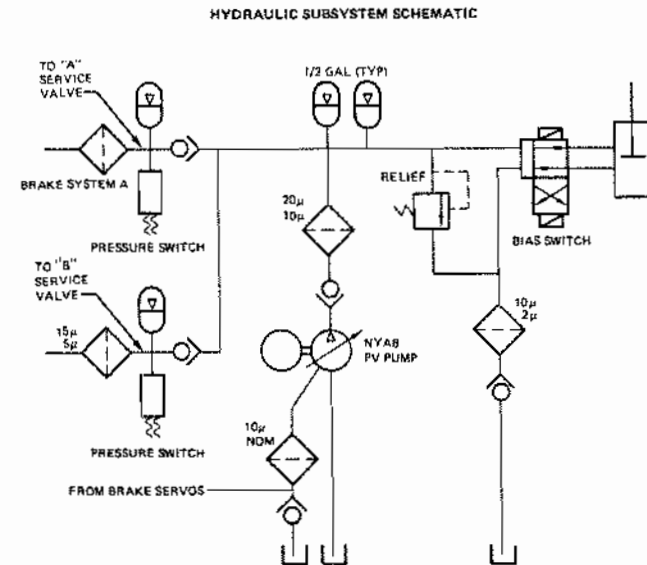 HYDRAULIC SUBSYSTEM SCHEMATIC
TO "A"
SERVICE
VALVE
1/2 GAL (TYP)
BRAKE SYSTEM A
PRESSURE SWITCH
20μ
10μ
RELIEF
BIAS SWITCH
TO "B"
SERVICE
VALVE
15μ
5μ
PRESSURE SWITCH
NYAB
PV PUMP
10μ
2μ
10μ
NOM
FROM BRAKE SERVOS